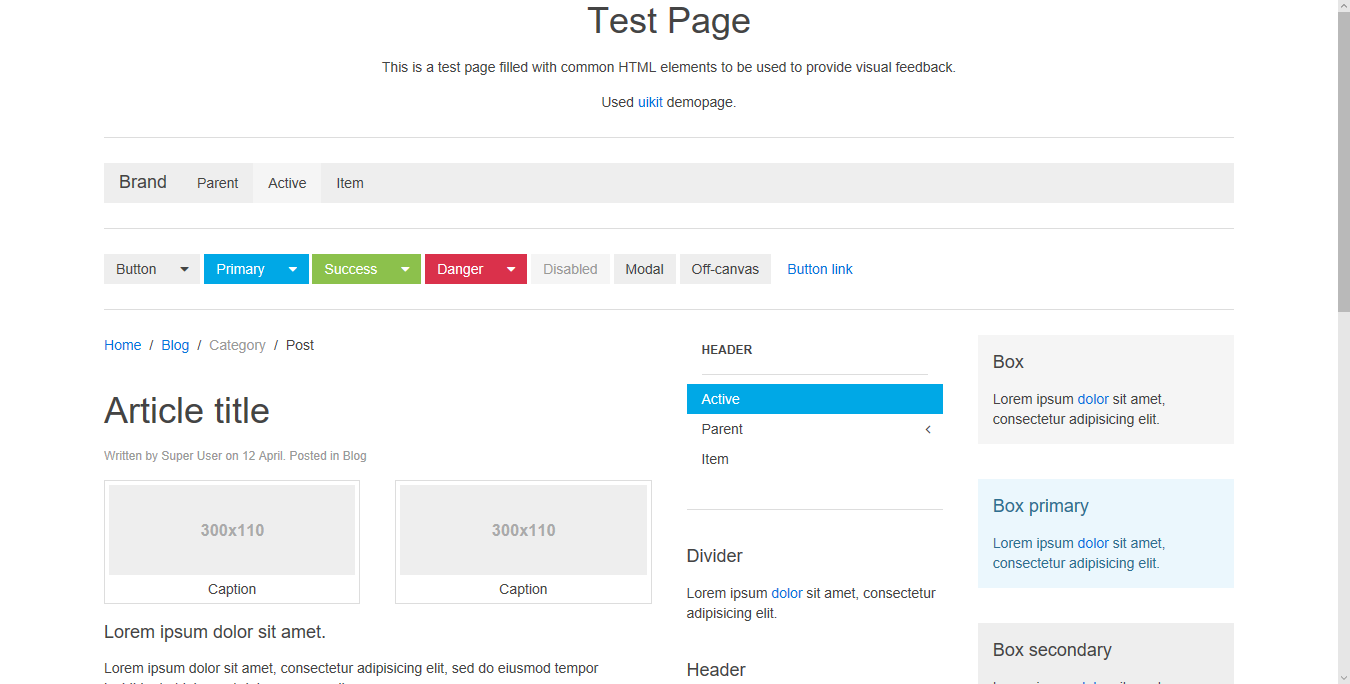 Test Page
This is a test page filled with common HTML elements to be used to provide visual feedback.
Used uikit demopage.
Brand Parent Active Item
Button Primary Success Danger Disabled Modal Off-canvas Button link
Home / Blog / Category / Post
Article title
Written by Super User on 12 April. Posted in Blog
300x110 300x110
Caption Caption
Lorem ipsum dolor sit amet.
Lorem ipsum dolor sit amet, consectetur adipisicing elit, sed do eiusmod tempor
HEADER
Active
Parent
Item
Divider
Lorem ipsum dolor sit amet, consectetur
adipisicing elit.
Header
Box
Lorem ipsum dolor sit amet,
consectetur adipisicing elit.
Box primary
Lorem ipsum dolor sit amet,
consectetur adipisicing elit.
Box secondary